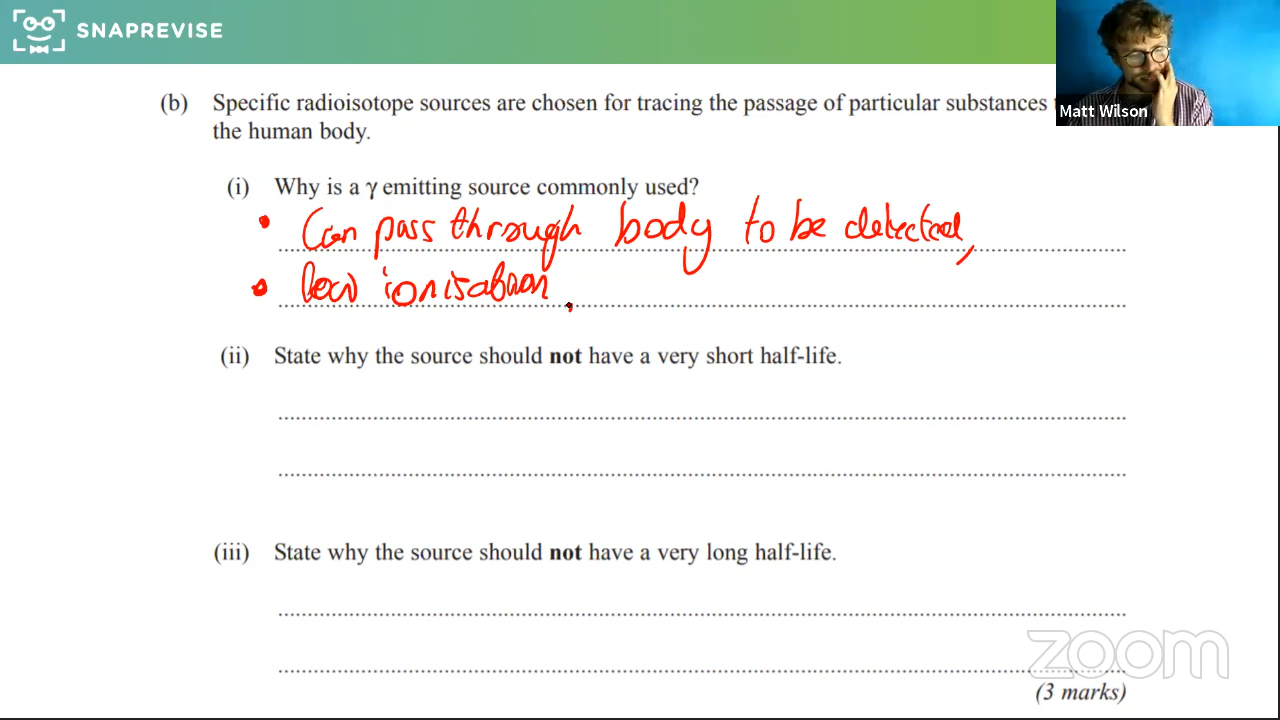 SNAPREVISE
Matt Wilson
(b) Specific radioisotope sources are chosen for tracing the passage of particular substances
the human body.
(i) Why is a γ emitting source commonly used?
• Can pass through body to be detected,
• low ionisation.
(ii) State why the source should not have a very short half-life.
(iii) State why the source should not have a very long half-life.
zoom
(3 marks)